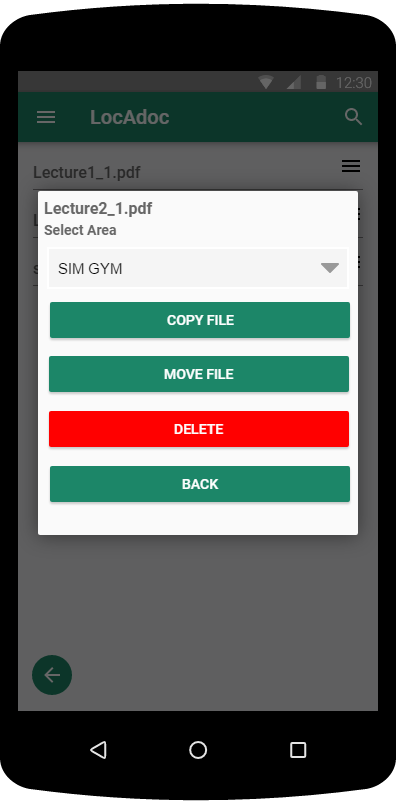 12:30
LocAdoc
Lecture1_1.pdf
Lecture2_1.pdf
Select Area
SIM GYM
COPY FILE
MOVE FILE
DELETE
BACK